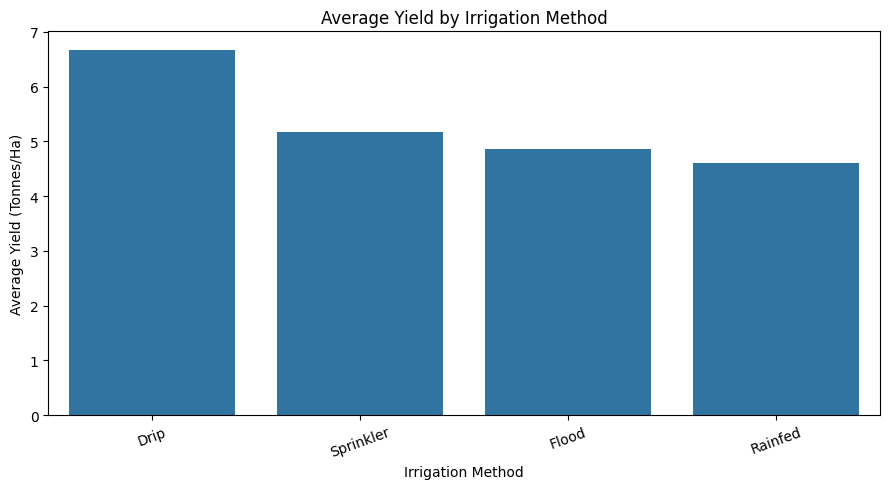 Average Yield by Irrigation Method
Average Yield (Tonnes/Ha)
7
6
5
4
3
2
1
0
Drip
Sprinkler
Flood
Rainfed
Irrigation Method